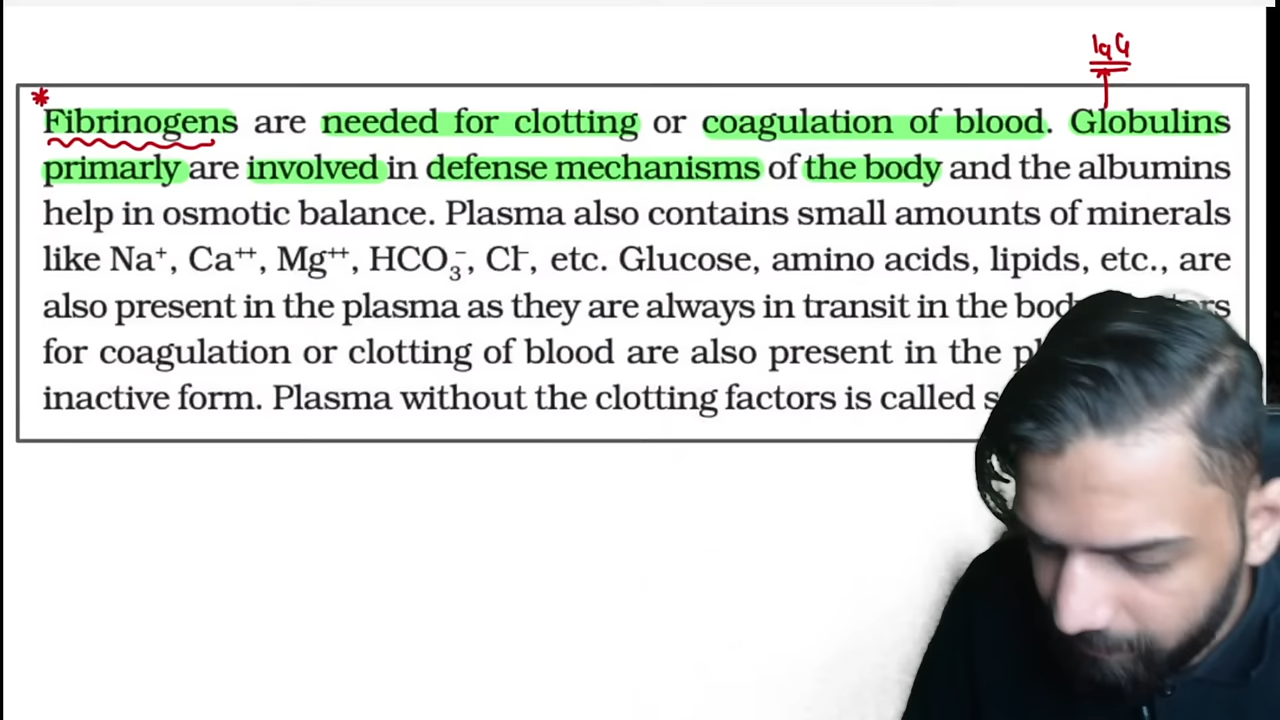 IgG
* Fibrinogens are needed for clotting or coagulation of blood. Globulins
primarly are involved in defense mechanisms of the body and the albumins
help in osmotic balance. Plasma also contains small amounts of minerals
like Na⁺, Ca⁺⁺, Mg⁺⁺, HCO₃⁻, Cl⁻, etc. Glucose, amino acids, lipids, etc., are
also present in the plasma as they are always in transit in the
for coagulation or clotting of blood are also present in the
inactive form. Plasma without the clotting factors is called